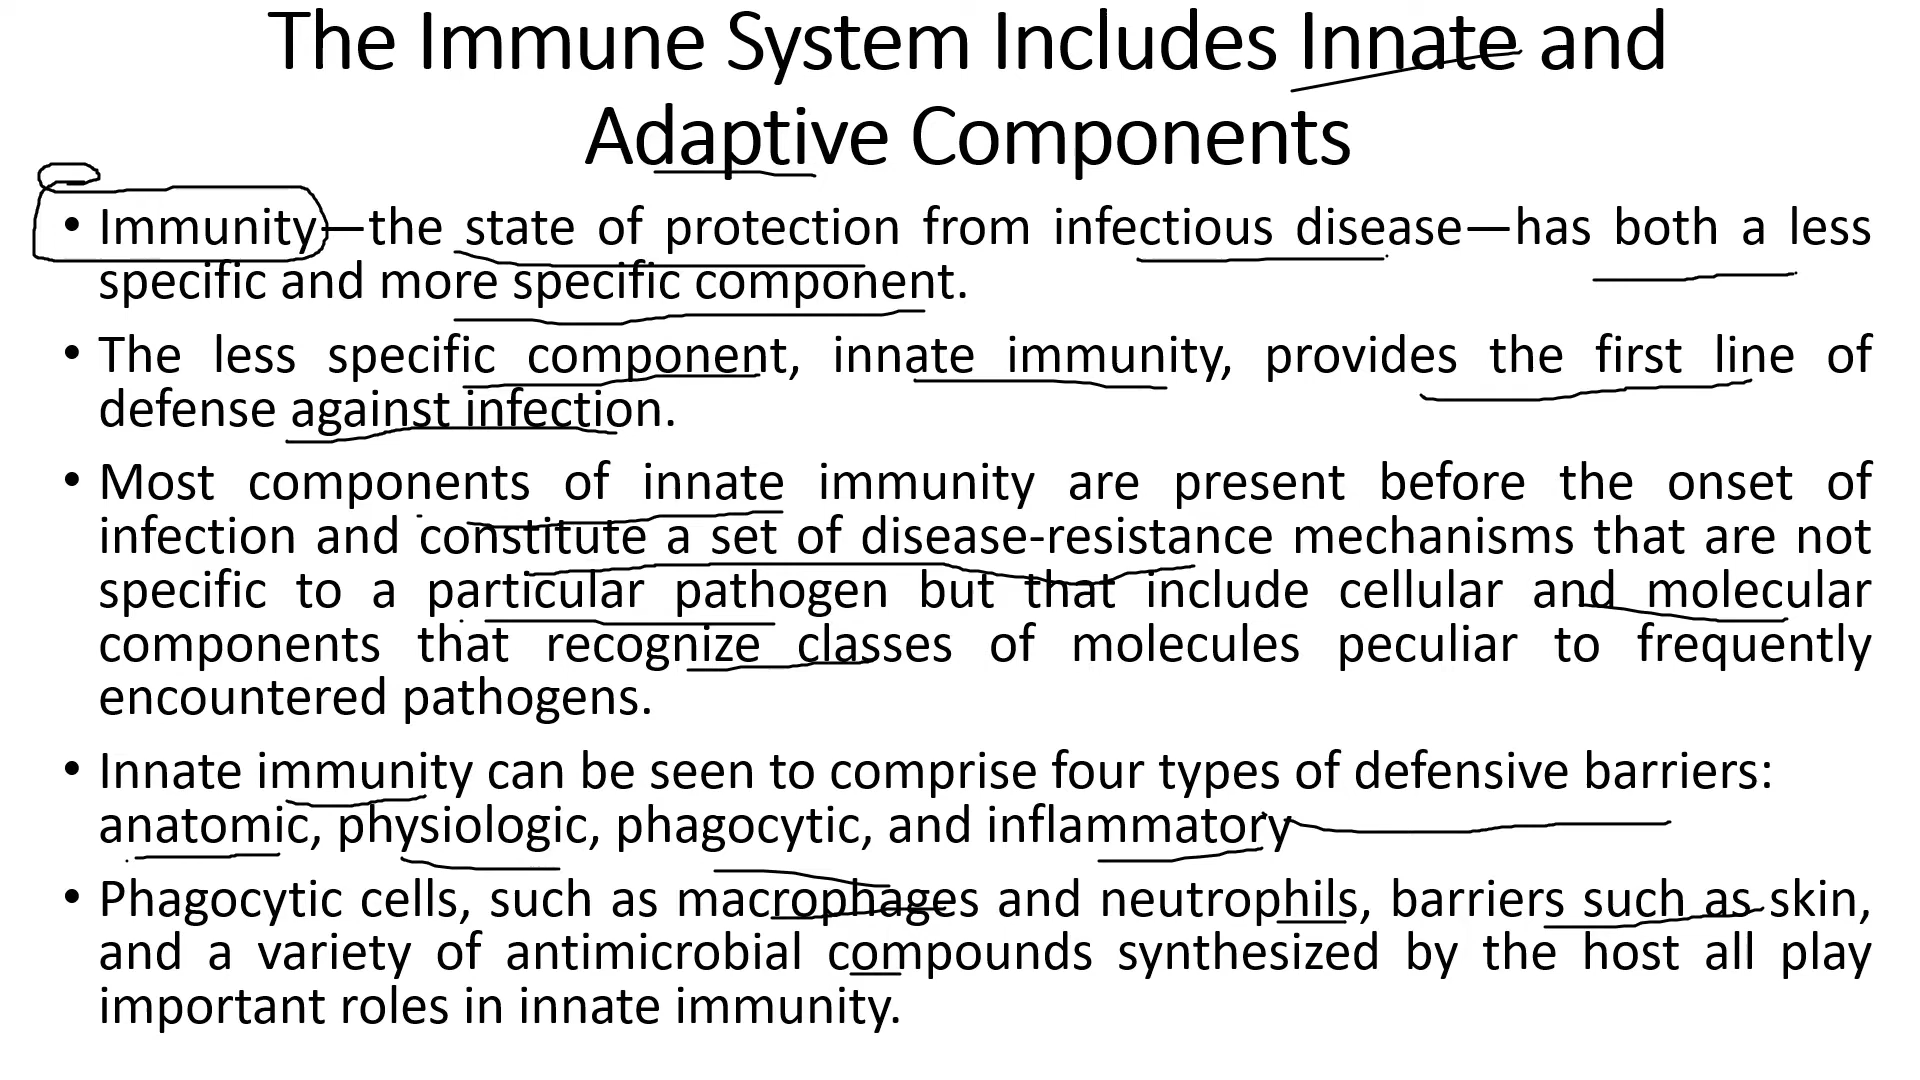 The Immune System Includes Innate and
Adaptive Components
• Immunity—the state of protection from infectious disease—has both a less
specific and more specific component.
• The less specific component, innate immunity, provides the first line of
defense against infection.
• Most components of innate immunity are present before the onset of
infection and constitute a set of disease-resistance mechanisms that are not
specific to a particular pathogen but that include cellular and molecular
components that recognize classes of molecules peculiar to frequently
encountered pathogens.
• Innate immunity can be seen to comprise four types of defensive barriers:
anatomic, physiologic, phagocytic, and inflammatory
• Phagocytic cells, such as macrophages and neutrophils, barriers such as skin,
and a variety of antimicrobial compounds synthesized by the host all play
important roles in innate immunity.